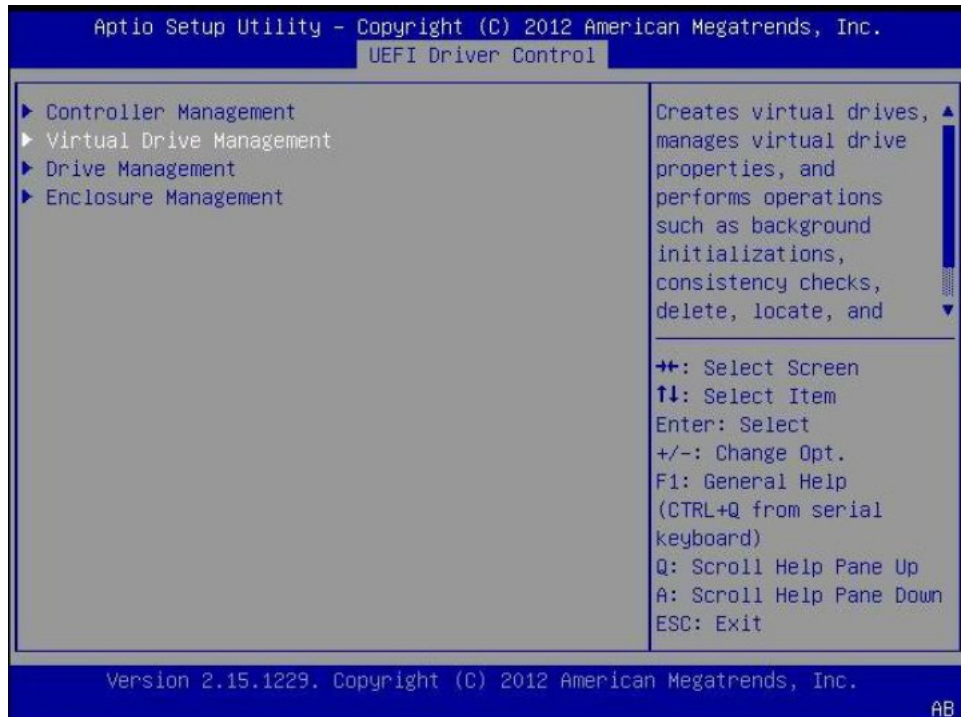 Aptio Setup Utility – Copyright (C) 2012 American Megatrends, Inc.
UEFI Driver Control
▶ Controller Management
▶ Virtual Drive Management
▶ Drive Management
▶ Enclosure Management
Creates virtual drives,
manages virtual drive
properties, and
performs operations
such as background
initializations,
consistency checks,
delete, locate, and
→←: Select Screen
↑↓: Select Item
Enter: Select
+/-: Change Opt.
F1: General Help
(CTRL+Q from serial
keyboard)
Q: Scroll Help Pane Up
A: Scroll Help Pane Down
ESC: Exit
Version 2.15.1229. Copyright (C) 2012 American Megatrends, Inc.
AB